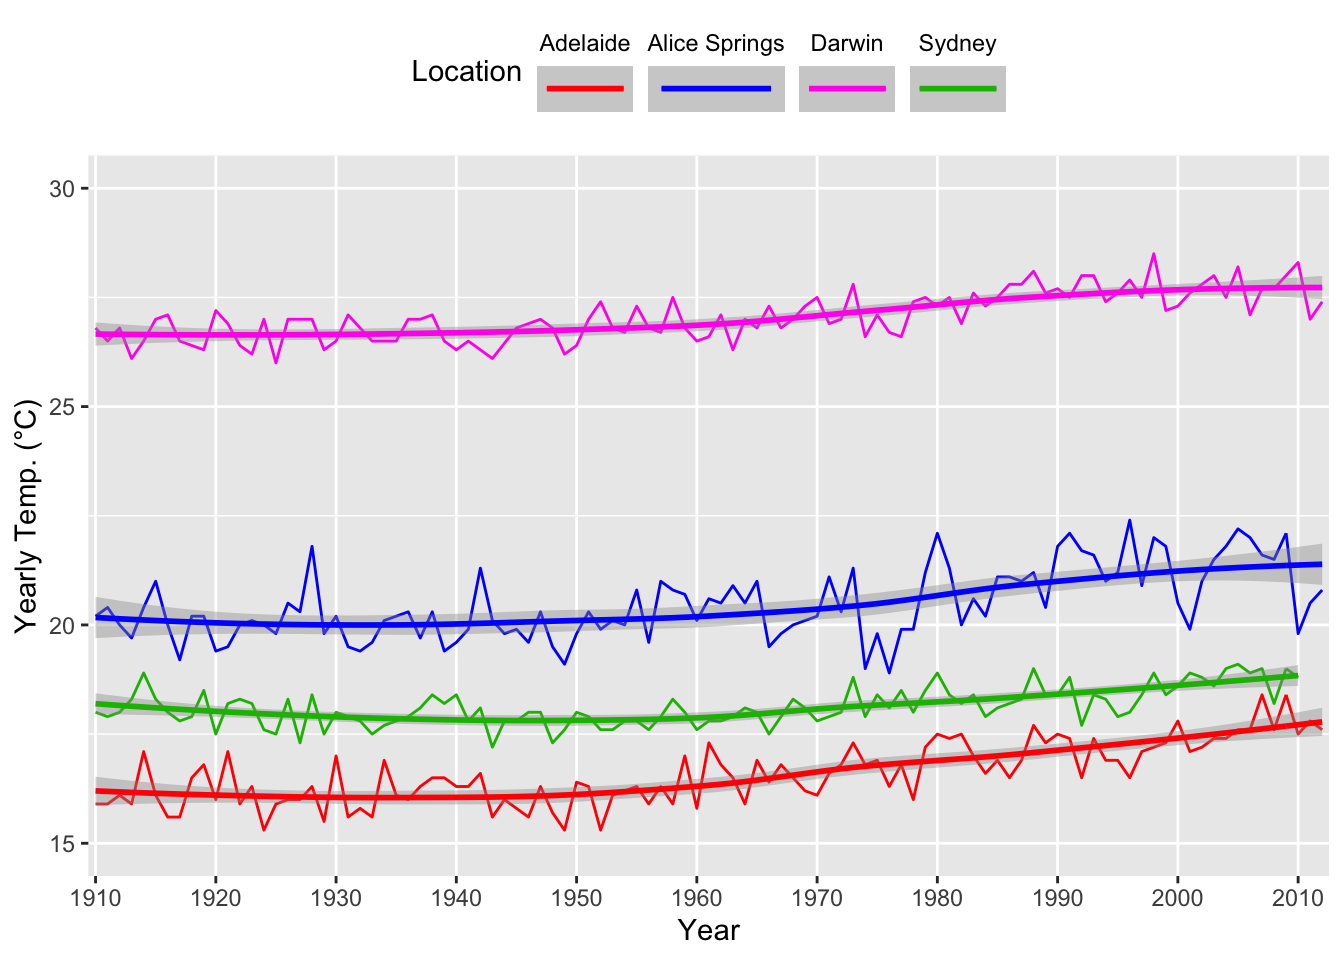 Adelaide Alice Springs Darwin Sydney
Location
30
25
20
15
Yearly Temp. (°C)
1910 1920 1930 1940 1950 1960 1970 1980 1990 2000 2010
Year